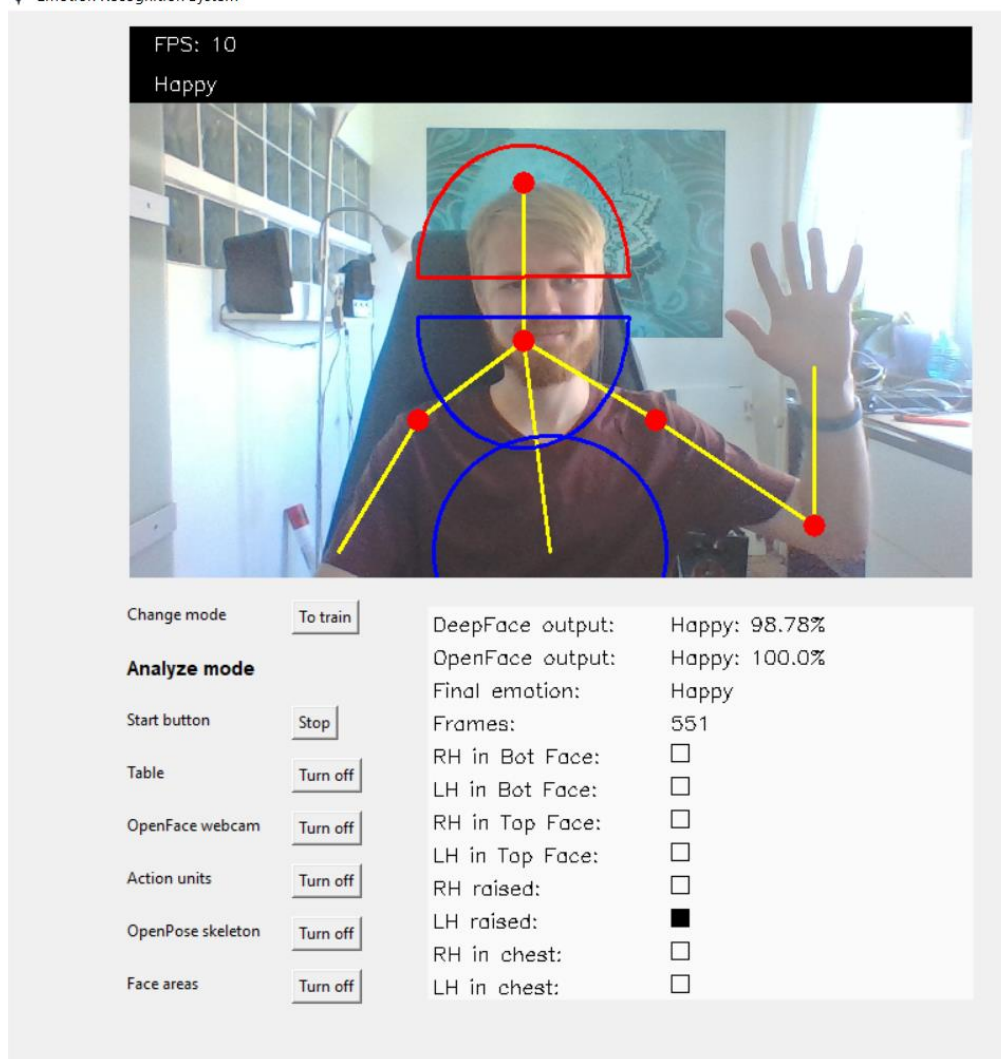 Emotion Recognition System
FPS: 10
Happy
Change mode To train
Analyze mode
Start button Stop
Table Turn off
OpenFace webcam Turn off
Action units Turn off
OpenPose skeleton Turn off
Face areas Turn off
DeepFace output: Happy: 98.78%
OpenFace output: Happy: 100.0%
Final emotion: Happy
Frames: 551
RH in Bot Face:
LH in Bot Face:
RH in Top Face:
LH in Top Face:
RH raised:
LH raised:
RH in chest:
LH in chest: